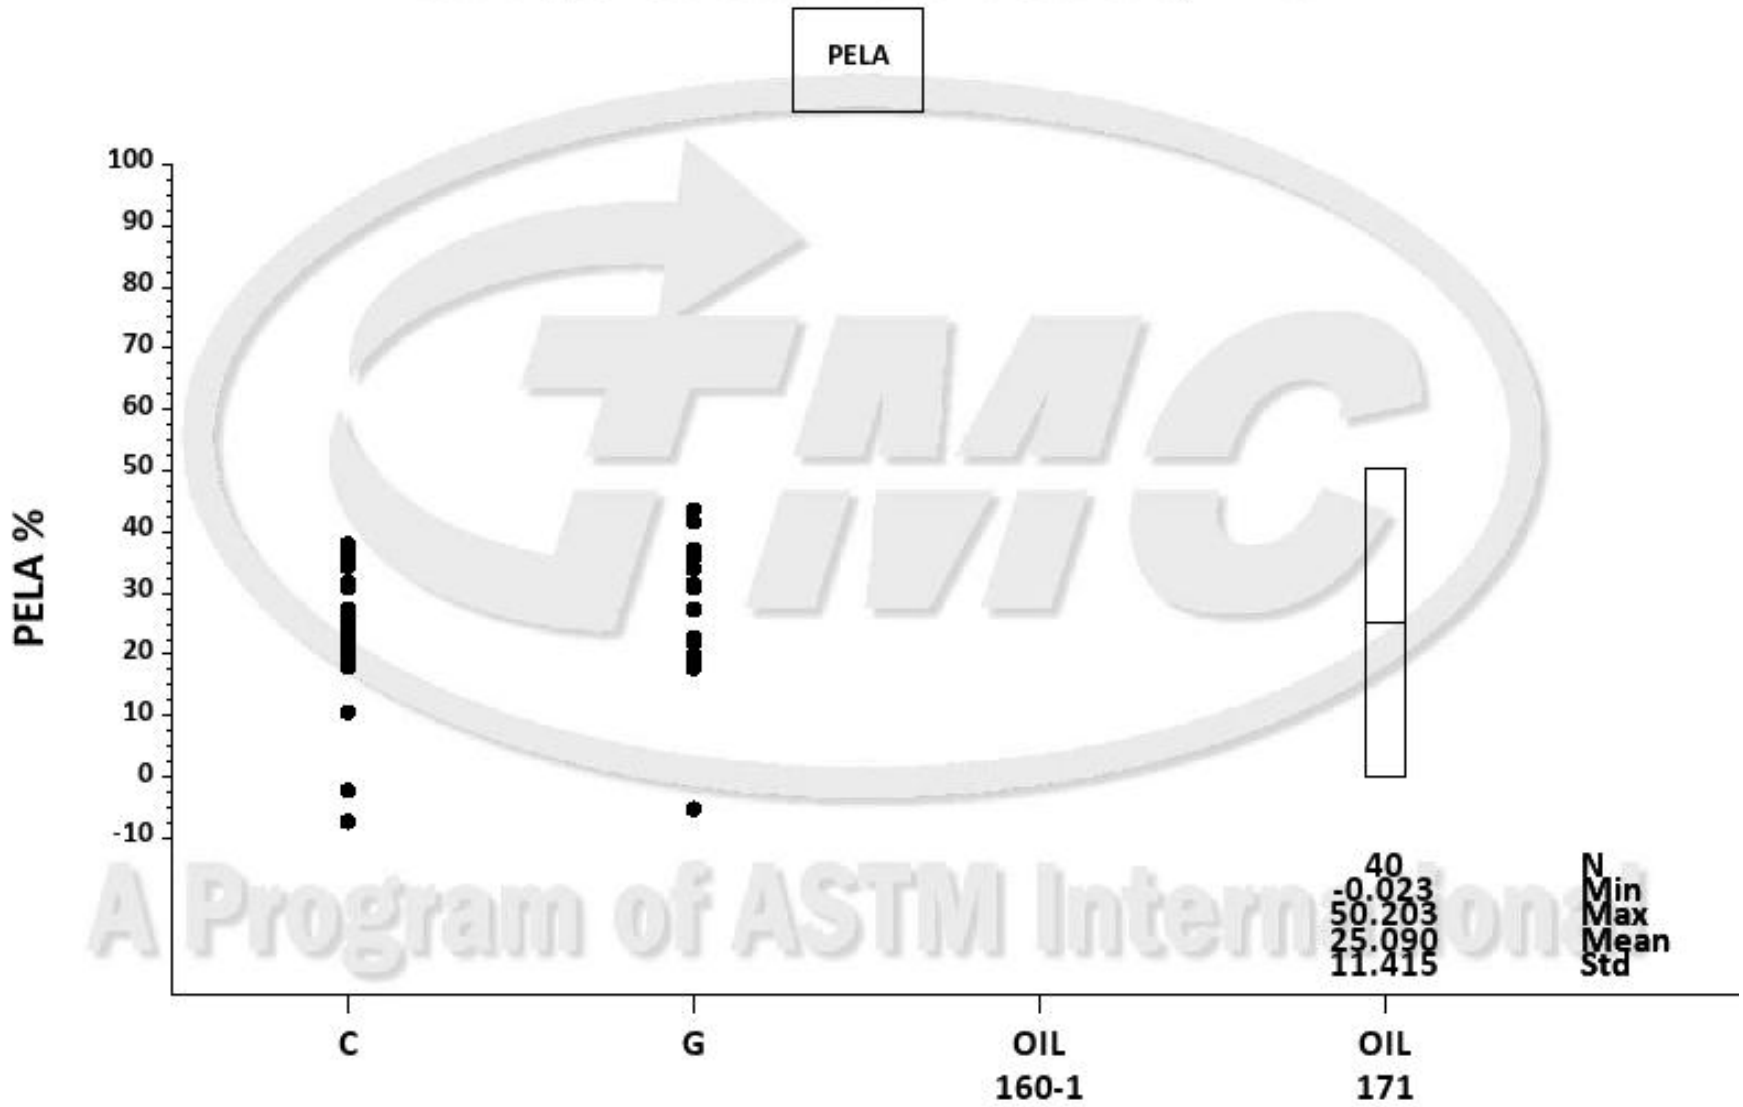 PELA
100
90
80
70
60
50
40
30
20
10
0
-10
PELA %
TMC
A Program of ASTM International
40 N
-0.023 Min
50.203 Max
25.090 Mean
11.415 Std
C G OIL OIL
160-1 171